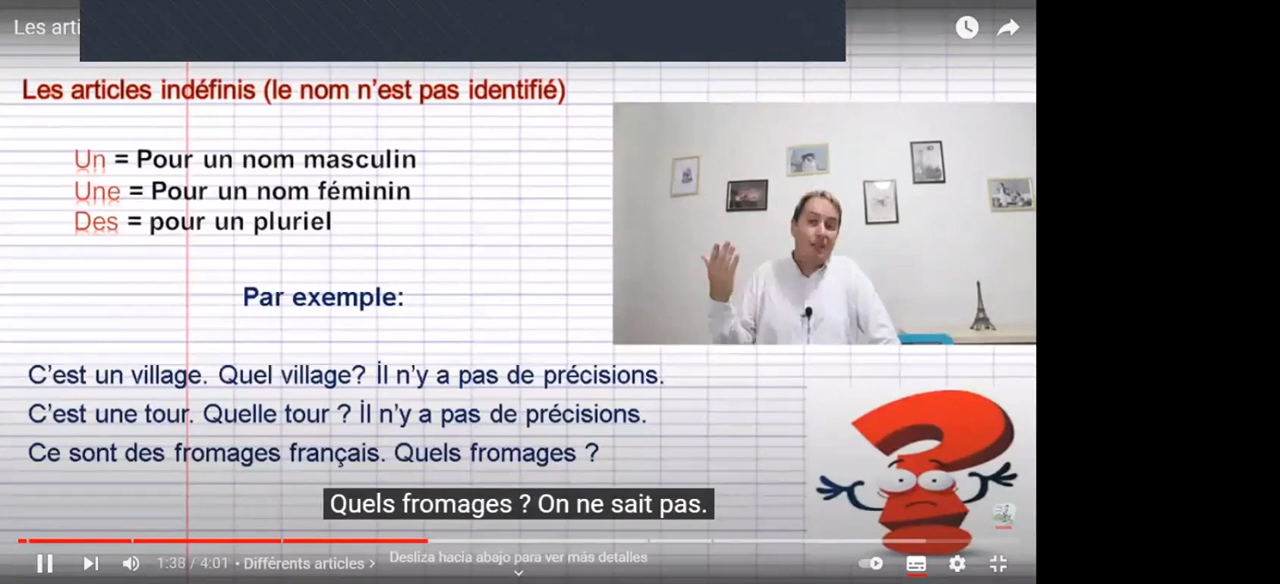 Les arti
Les articles indéfinis (le nom n'est pas identifié)
Un = Pour un nom masculin
Une = Pour un nom féminin
Des = pour un pluriel
Par exemple:
C'est un village. Quel village? İl n'y a pas de précisions.
C'est une tour. Quelle tour ? İl n'y a pas de précisions.
Ce sont des fromages français. Quels fromages ?
Quels fromages ? On ne sait pas.
1:38 / 4:01 • Différents articles >
Desliza hacia abajo para ver más detalles